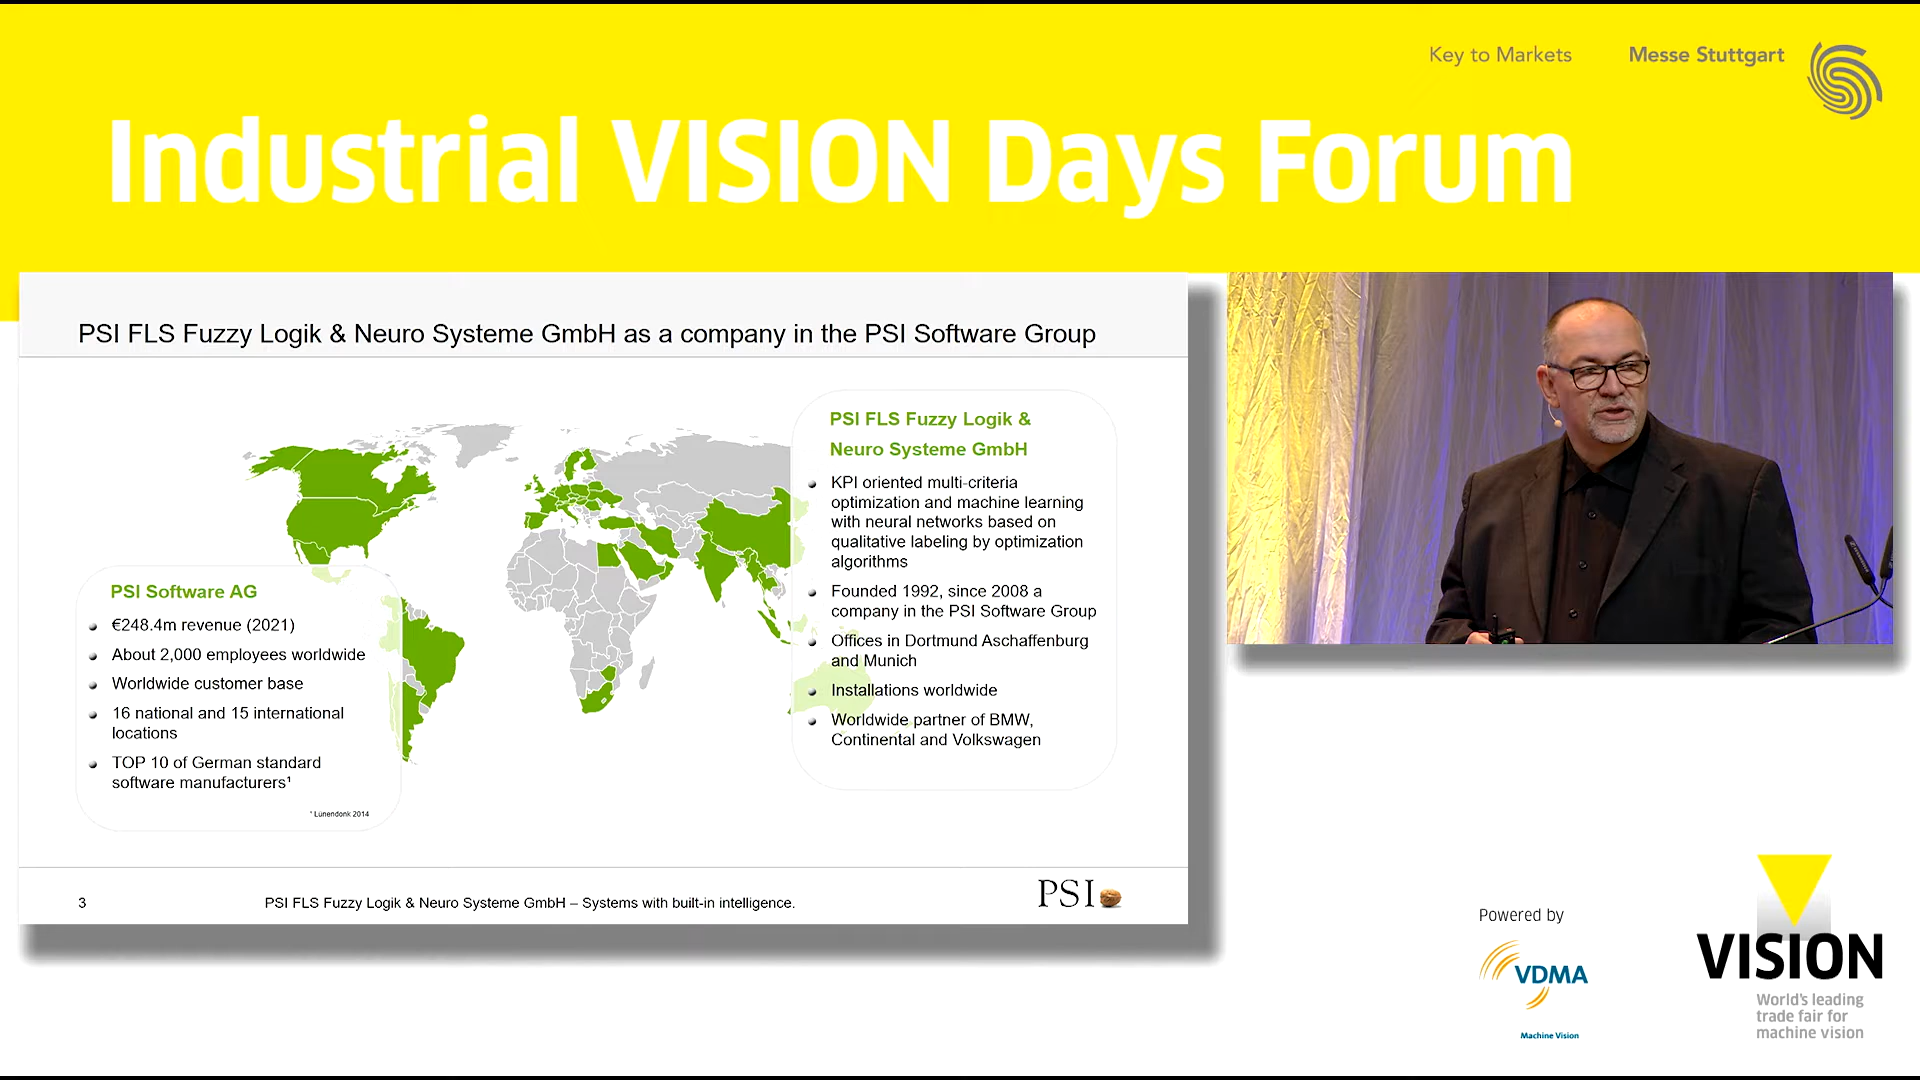 Key to Markets
Messe Stuttgart
Industrial VISION Days Forum
PSI FLS Fuzzy Logik & Neuro Systeme GmbH as a company in the PSI Software Group
PSI Software AG
€248.4m revenue (2021)
About 2,000 employees worldwide
Worldwide customer base
16 national and 15 international
locations
TOP 10 of German standard
software manufacturers¹
¹ Lünendonk 2014
PSI FLS Fuzzy Logik &
Neuro Systeme GmbH
KPI oriented multi-criteria
optimization and machine learning
with neural networks based on
qualitative labeling by optimization
algorithms
Founded 1992, since 2008 a
company in the PSI Software Group
Offices in Dortmund Aschaffenburg
and Munich
Installations worldwide
Worldwide partner of BMW,
Continental and Volkswagen
3
PSI FLS Fuzzy Logik & Neuro Systeme GmbH – Systems with built-in intelligence.
PSI
Powered by
VDMA
Machine Vision
VISION
World's leading
trade fair for
machine vision